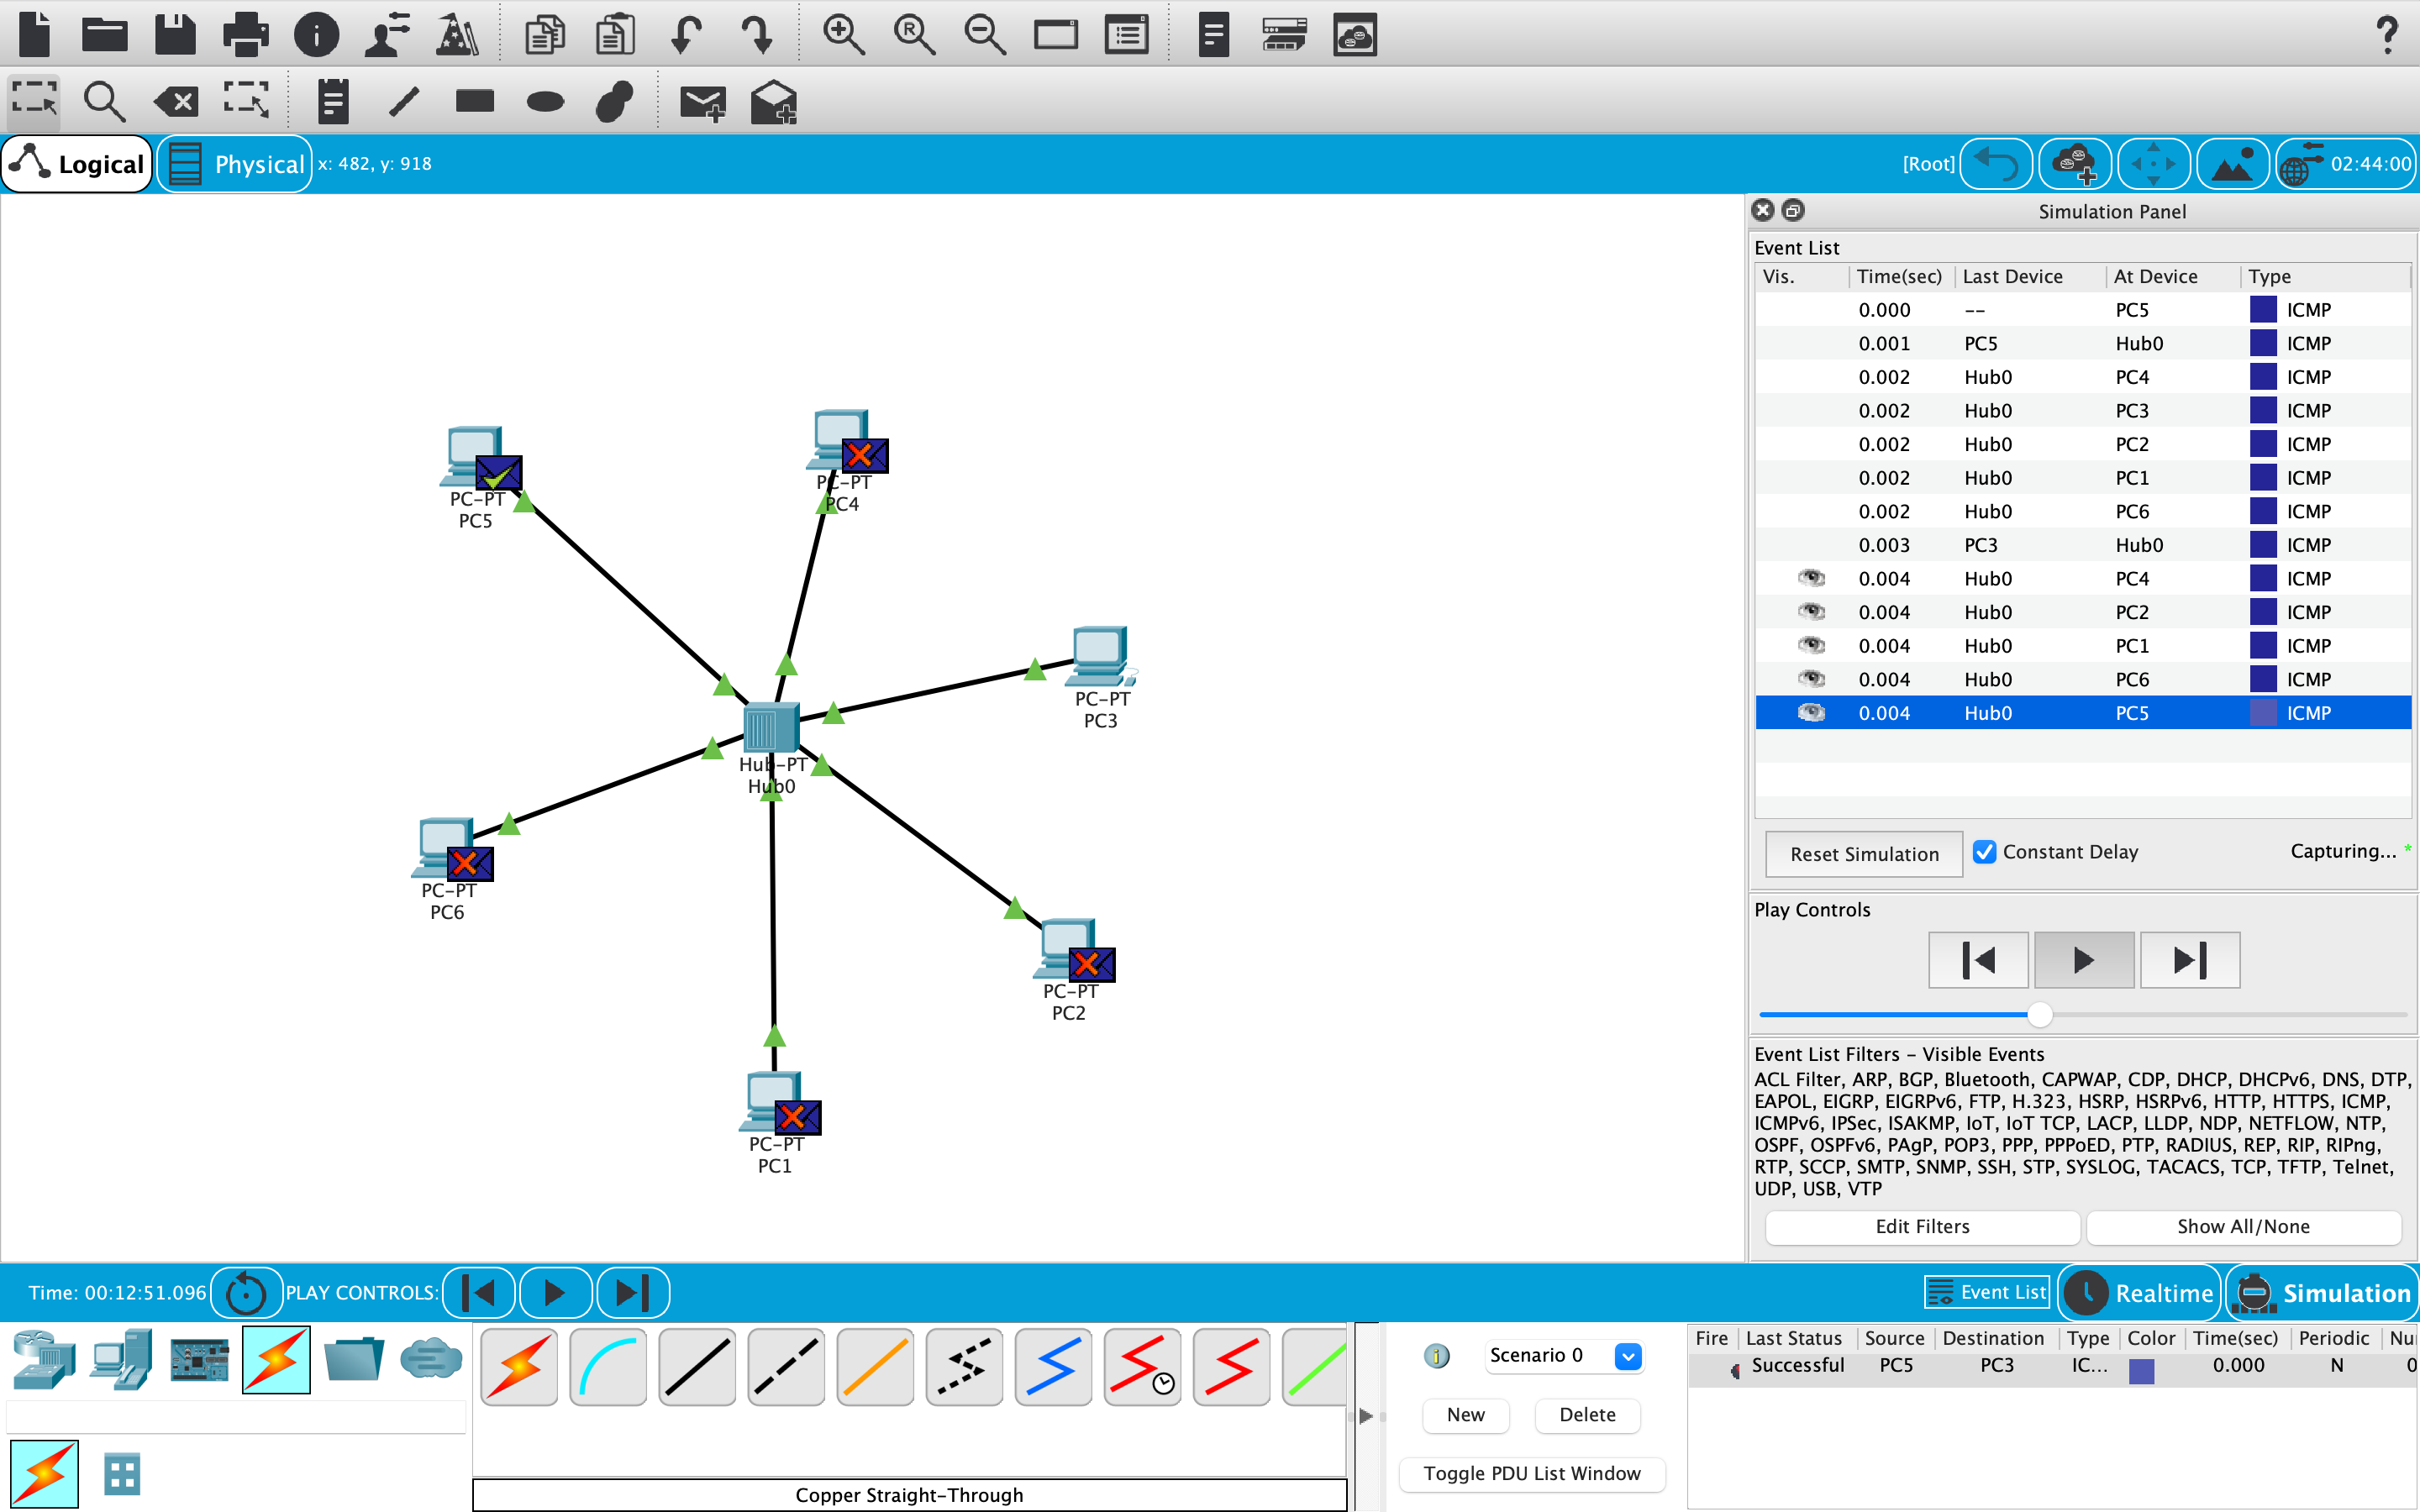 Logical
Physical
x: 482, y: 918
[Root]
02:44:00
PC-PT
PC5
PC-PT
PC4
PC-PT
PC3
Hub-PT
Hub0
PC-PT
PC6
PC-PT
PC2
PC-PT
PC1
Simulation Panel
Event List
Vis. Time(sec) Last Device At Device Type
0.000 -- PC5 ICMP
0.001 PC5 Hub0 ICMP
0.002 Hub0 PC4 ICMP
0.002 Hub0 PC3 ICMP
0.002 Hub0 PC2 ICMP
0.002 Hub0 PC1 ICMP
0.002 Hub0 PC6 ICMP
0.003 PC3 Hub0 ICMP
0.004 Hub0 PC4 ICMP
0.004 Hub0 PC2 ICMP
0.004 Hub0 PC1 ICMP
0.004 Hub0 PC6 ICMP
0.004 Hub0 PC5 ICMP
Reset Simulation
Constant Delay
Capturing... *
Play Controls
Event List Filters - Visible Events
ACL Filter, ARP, BGP, Bluetooth, CAPWAP, CDP, DHCP, DHCPv6, DNS, DTP,
EAPOL, EIGRP, EIGRPv6, FTP, H.323, HSRP, HSRPv6, HTTP, HTTPS, ICMP,
ICMPv6, IPSec, ISAKMP, IoT, IoT TCP, LACP, LLDP, NDP, NETFLOW, NTP,
OSPF, OSPFv6, PAgP, POP3, PPP, PPPoED, PTP, RADIUS, REP, RIP, RIPng,
RTP, SCCP, SMTP, SNMP, SSH, STP, SYSLOG, TACACS, TCP, TFTP, Telnet,
UDP, USB, VTP
Edit Filters
Show All/None
Time: 00:12:51.096
PLAY CONTROLS:
Event List
Realtime
Simulation
Copper Straight-Through
Scenario 0
New
Delete
Toggle PDU List Window
Fire Last Status Source Destination Type Color Time(sec) Periodic Nu
Successful PC5 PC3 IC... 0.000 N 0